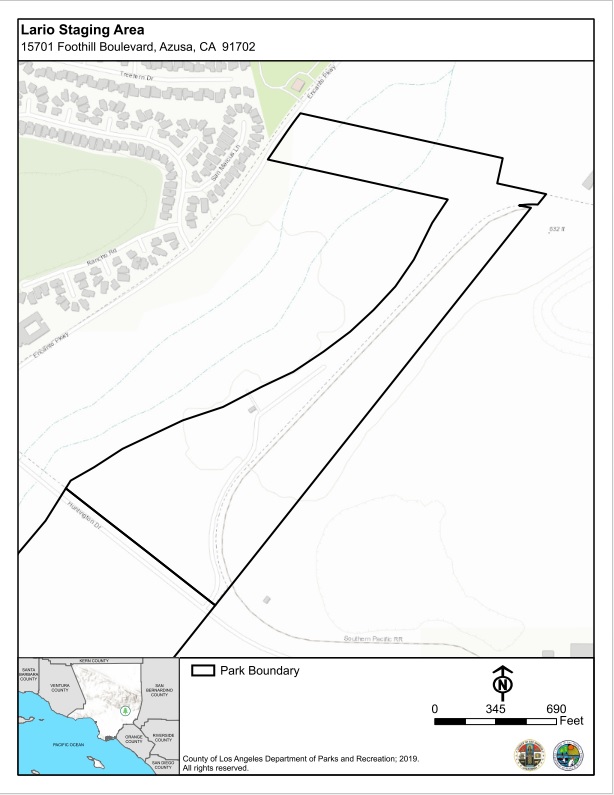 Lario Staging Area
15701 Foothill Boulevard, Azusa, CA 91702
Encanto Pkwy
San Marcus Ln
532 ft
Rancho Rd
Encanto Pkwy
Huntington Dr
Southern Pacific RR
KERN COUNTY
SANTA
BARBARA
COUNTY
VENTURA
COUNTY
SAN
BERNARDINO
COUNTY
ORANGE
COUNTY
RIVERSIDE
COUNTY
SAN DIEGO
COUNTY
PACIFIC OCEAN
Park Boundary
N
0 345 690
Feet
County of Los Angeles Department of Parks and Recreation; 2019.
All rights reserved.